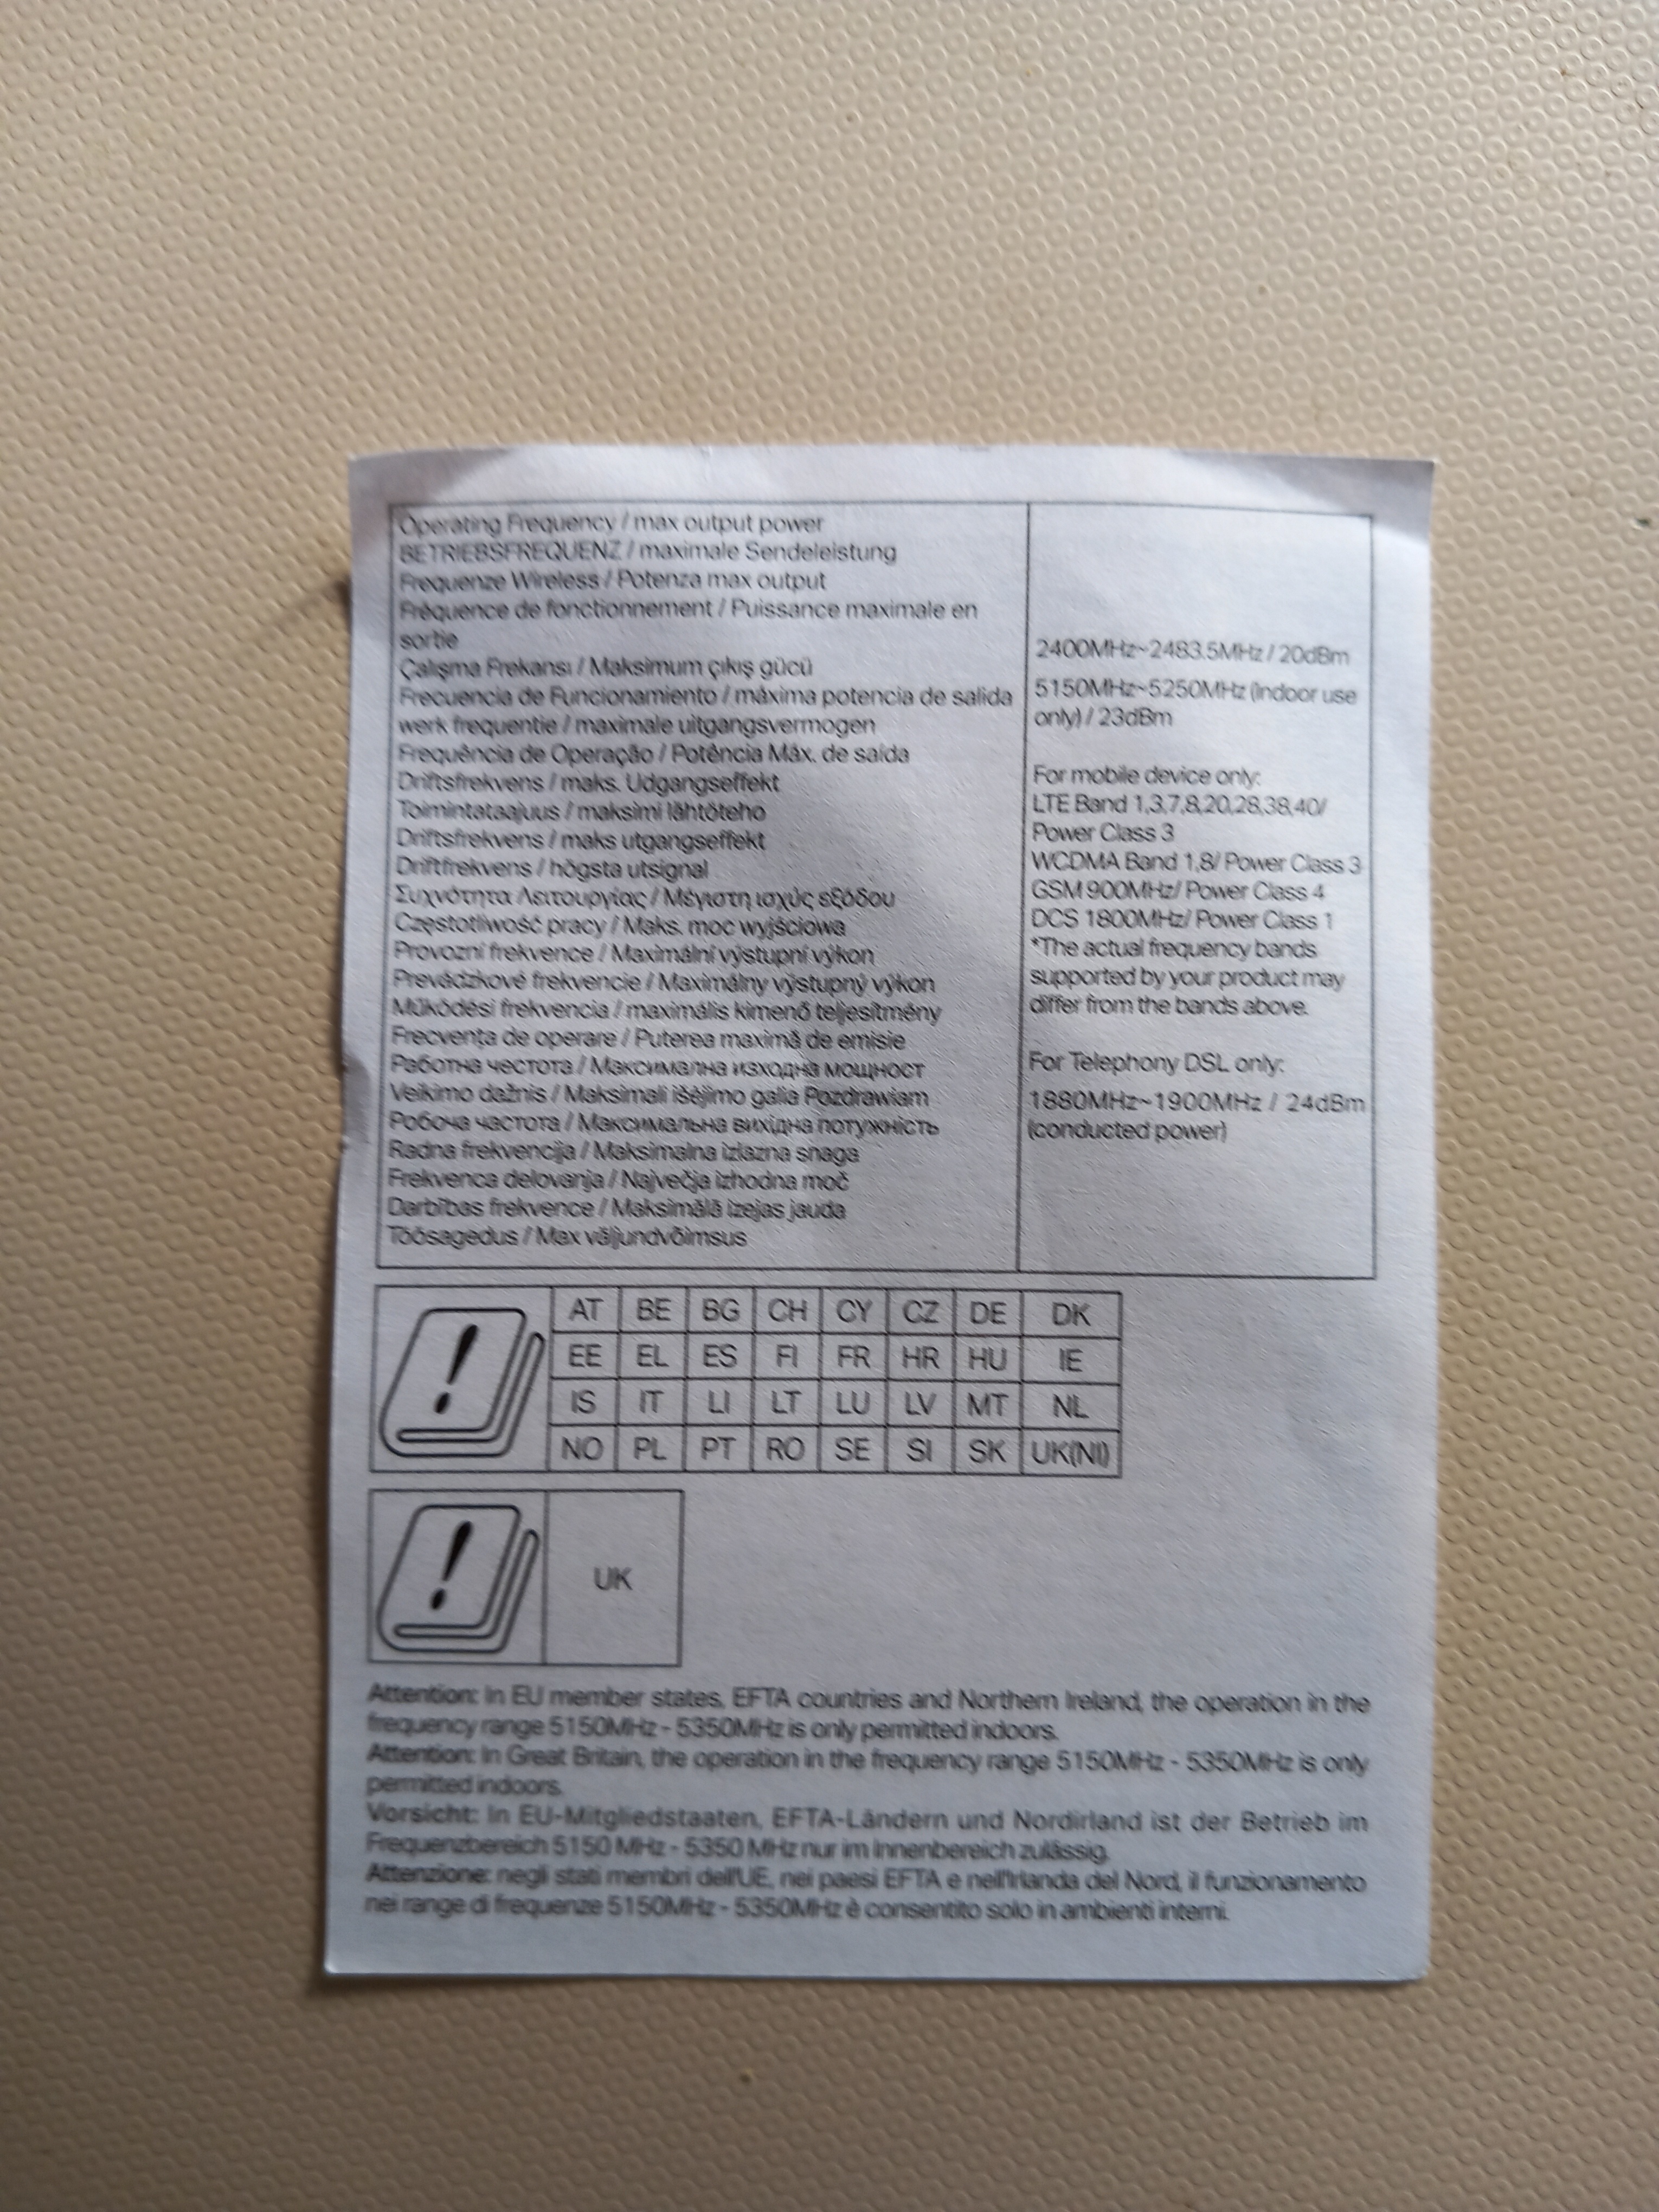 Operating Frequency / max output power
BETRIEBSFREQUENZ / maximale Sendeleistung
Frequenze Wireless / Potenza max output
Fréquence de fonctionnement / Puissance maximale en
sortie
Çalışma Frekansı / Maksimum çıkış gücü
Frecuencia de Funcionamiento / máxima potencia de salida
werk frequentie / maximale uitgangsvermogen
Frequência de Operação / Potência Máx. de saída
Driftsfrekvens / maks. Udgangseffekt
Toimintataajuus / maksimi lähtöteho
Driftsfrekvens / maks utgangseffekt
Driftfrekvens / högsta utsignal
Συχνότητα Λειτουργίας / Μέγιστη ισχύς εξόδου
Częstotliwość pracy / Maks. moc wyjściowa
Provozní frekvence / Maximální výstupní výkon
Prevádzkové frekvencie / Maximálny výstupný výkon
Működési frekvencia / maximális kimenő teljesítmény
Frecvența de operare / Puterea maximă de emisie
Работна честота / Максимална изходна мощност
Veikimo dažnis / Maksimali išėjimo galia Pozdrawiam
Робоча частота / Максимальна вихідна потужність
Radna frekvencija / Maksimalna izlazna snaga
Frekvenca delovanja / Največja izhodna moč
Darbības frekvence / Maksimālā izejas jauda
Töösagedus / Max väljundvõimsus
2400MHz~2483.5MHz / 20dBm
5150MHz~5250MHz (Indoor use
only) / 23dBm
For mobile device only:
LTE Band 1,3,7,8,20,28,38,40/
Power Class 3
WCDMA Band 1,8/ Power Class 3
GSM 900MHz/ Power Class 4
DCS 1800MHz/ Power Class 1
*The actual frequency bands
supported by your product may
differ from the bands above.
For Telephony DSL only:
1880MHz~1900MHz / 24dBm
(conducted power)
AT BE BG CH CY CZ DE DK
EE EL ES FI FR HR HU IE
IS IT LI LT LU LV MT NL
NO PL PT RO SE SI SK UK(NI)
UK
Attention: In EU member states, EFTA countries and Northern Ireland, the operation in the
frequency range 5150MHz - 5350MHz is only permitted indoors.
Attention: In Great Britain, the operation in the frequency range 5150MHz - 5350MHz is only
permitted indoors.
Vorsicht: In EU-Mitgliedstaaten, EFTA-Ländern und Nordirland ist der Betrieb im
Frequenzbereich 5150 MHz - 5350 MHz nur im Innenbereich zulässig.
Attenzione: negli stati membri dell'UE, nei paesi EFTA e nell'Irlanda del Nord, il funzionamento
nei range di frequenze 5150MHz - 5350MHz è consentito solo in ambienti interni.